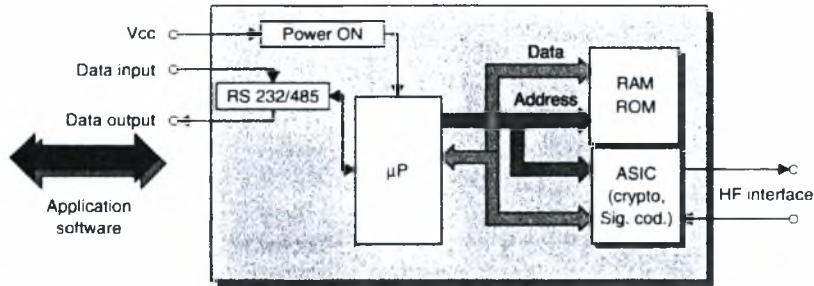 Vcc
Power ON
Data input
RS 232/485
Data output
Application
software
µP
Data
Address
RAM
ROM
ASIC
(crypto,
Sig. cod.)
HF interface